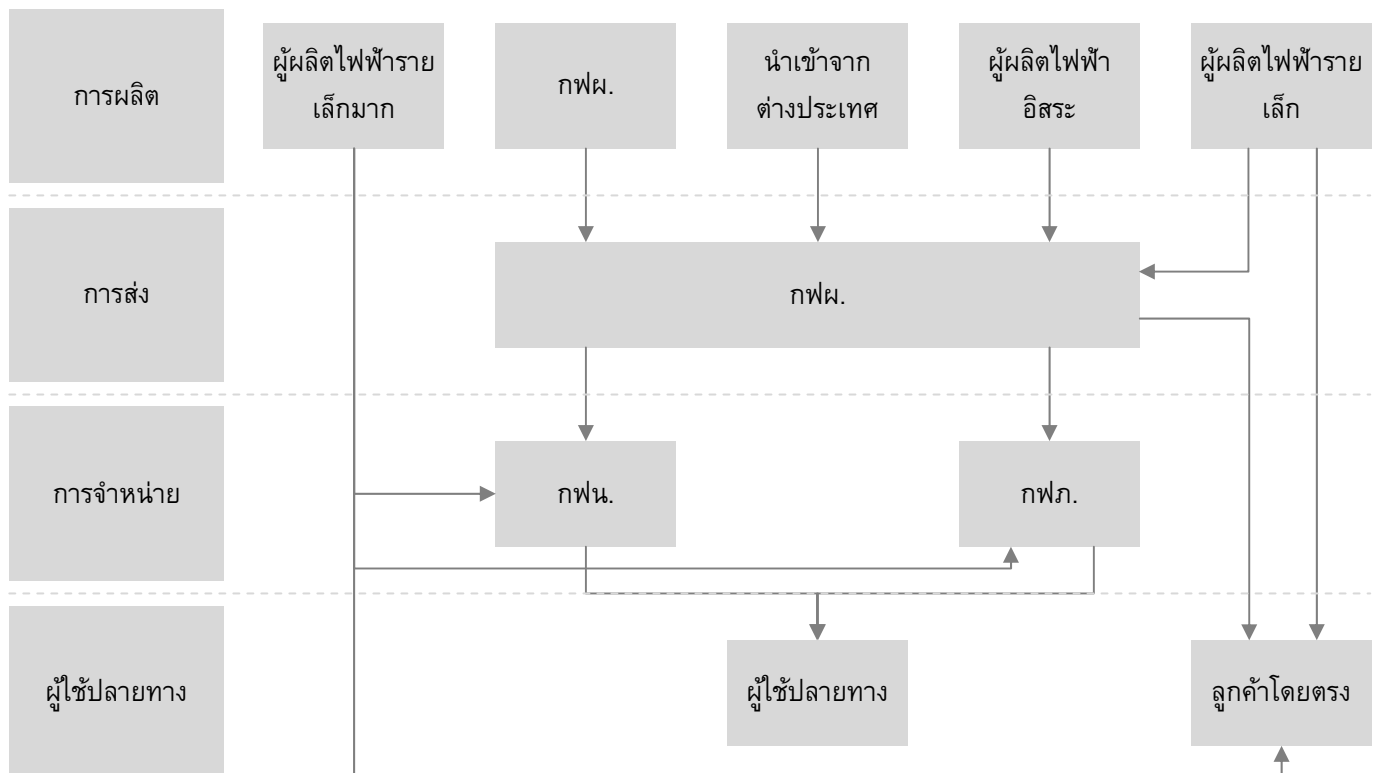 การผลิต
ผู้ผลิตไฟฟ้าราย
เล็กมาก
กฟผ.
นำเข้าจาก
ต่างประเทศ
ผู้ผลิตไฟฟ้า
อิสระ
ผู้ผลิตไฟฟ้าราย
เล็ก
การส่ง
กฟผ.
การจำหน่าย
กฟน.
กฟภ.
ผู้ใช้ปลายทาง
ผู้ใช้ปลายทาง
ลูกค้าโดยตรง